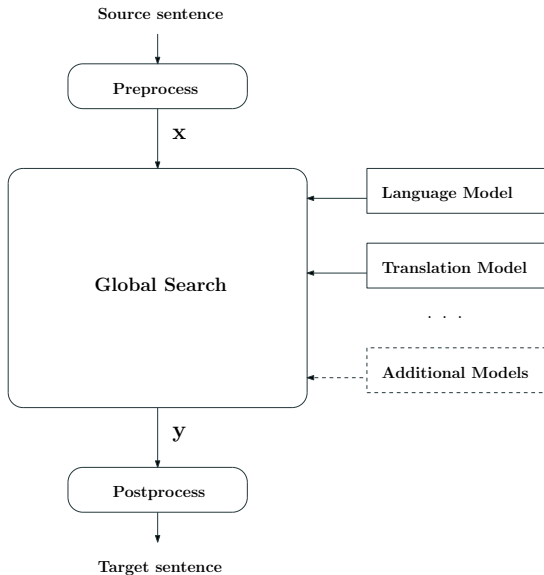 Source sentence
Preprocess
x
Language Model
Global Search
Translation Model
. . .
Additional Models
y
Postprocess
Target sentence